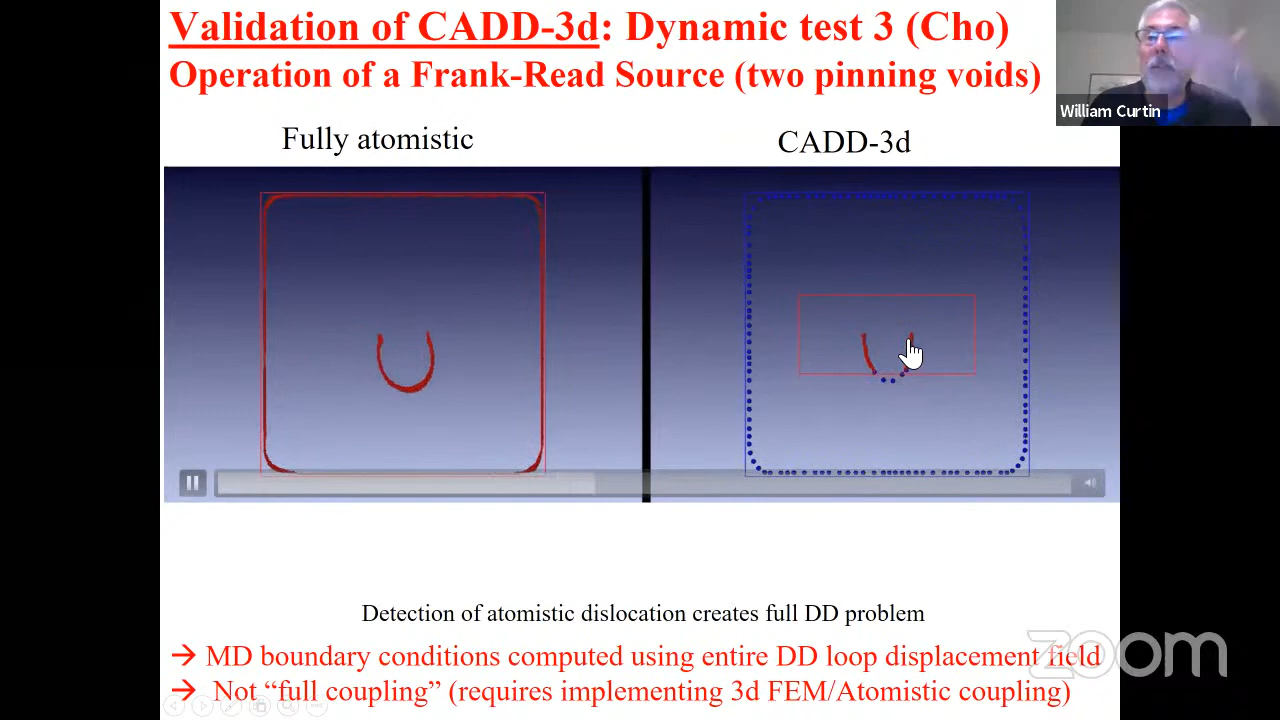 Validation of CADD-3d: Dynamic test 3 (Cho)
Operation of a Frank-Read Source (two pinning voids)
William Curtin
Fully atomistic
CADD-3d
Detection of atomistic dislocation creates full DD problem
→ MD boundary conditions computed using entire DD loop displacement field
→ Not “full coupling” (requires implementing 3d FEM/Atomistic coupling)
zoom